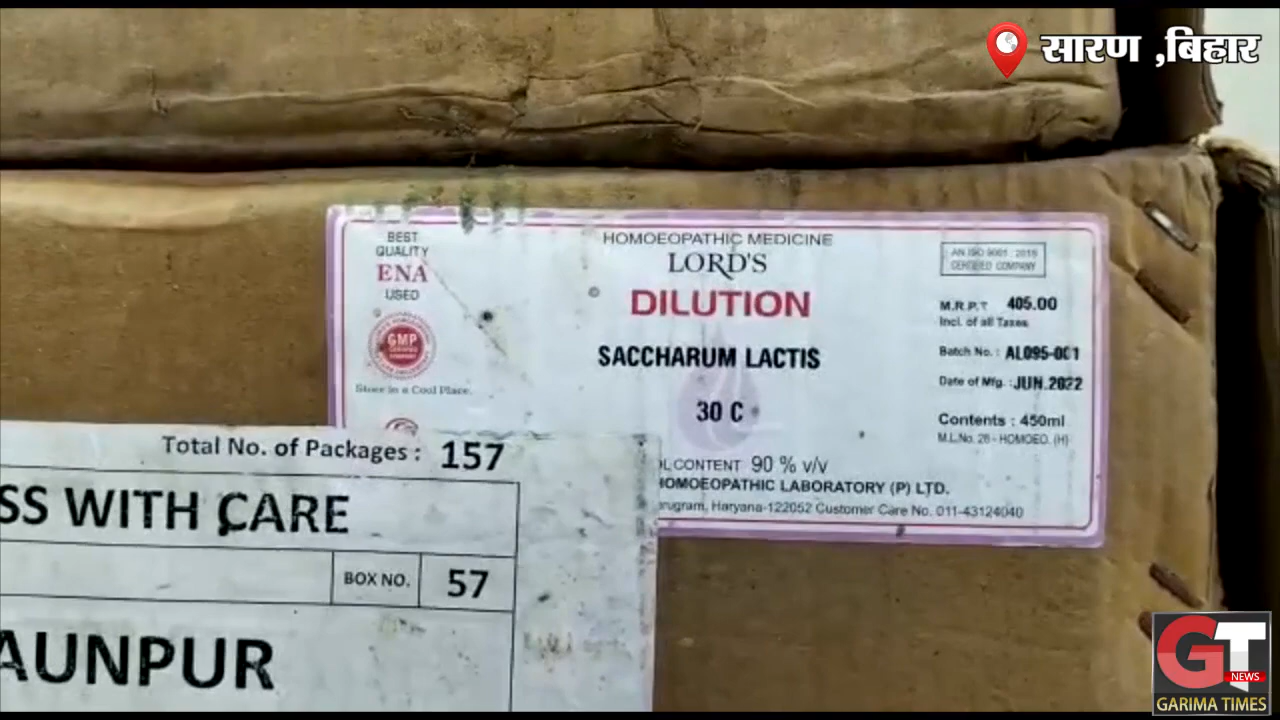 सारण ,बिहार
BEST
QUALITY
ENA
USED
GMP
Store in a Cool Place.
HOMOEOPATHIC MEDICINE
LORD'S
DILUTION
SACCHARUM LACTIS
30 C
AN ISO 9001 : 2015
CERTIFIED COMPANY
M.R.P.₹ 405.00
Incl. of all Taxes
Batch No. : AL095-001
Date of Mfg. : JUN.2022
Contents : 450ml
M.L.No. 26 - HOMOEO. (H)
L CONTENT 90 % v/v
HOMOEOPATHIC LABORATORY (P) LTD.
rugram, Haryana-122052 Customer Care No. 011-43124040
Total No. of Packages : 157
SS WITH CARE
BOX NO. 57
AUNPUR
GT
NEWS
GARIMA TIMES